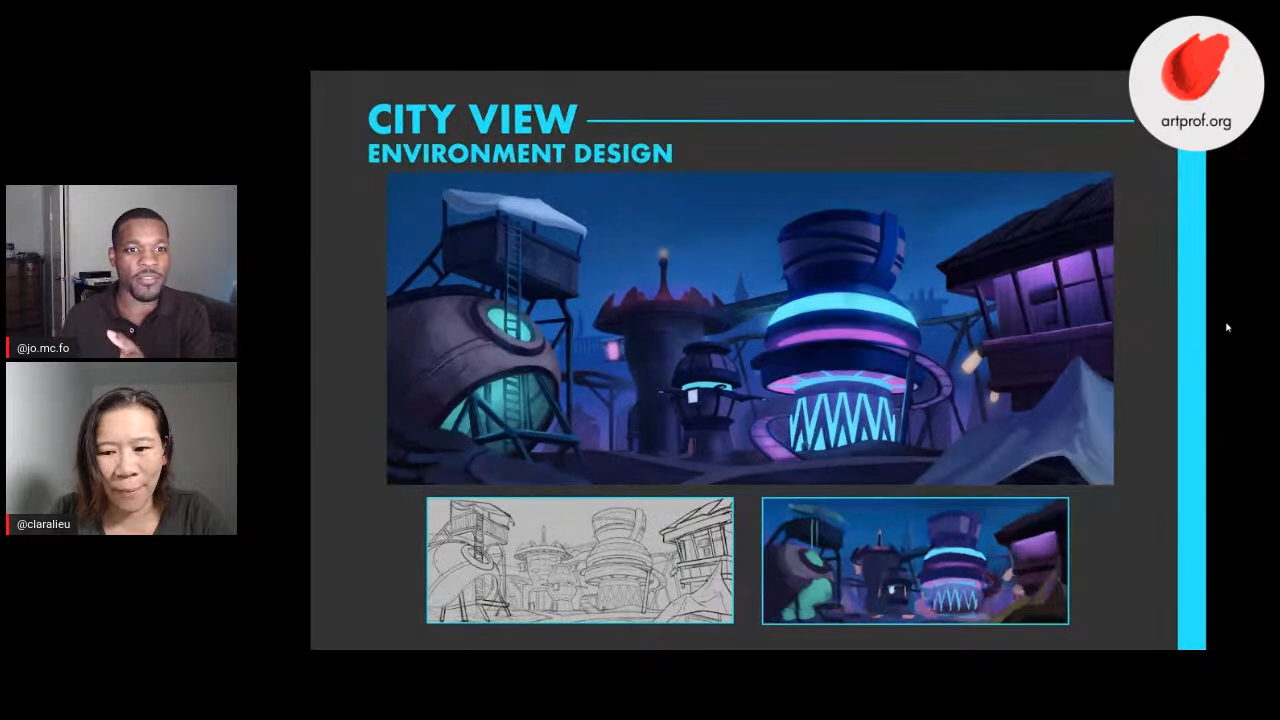 CITY VIEW
ENVIRONMENT DESIGN
artprof.org
@jo.mc.fo
@claralieu